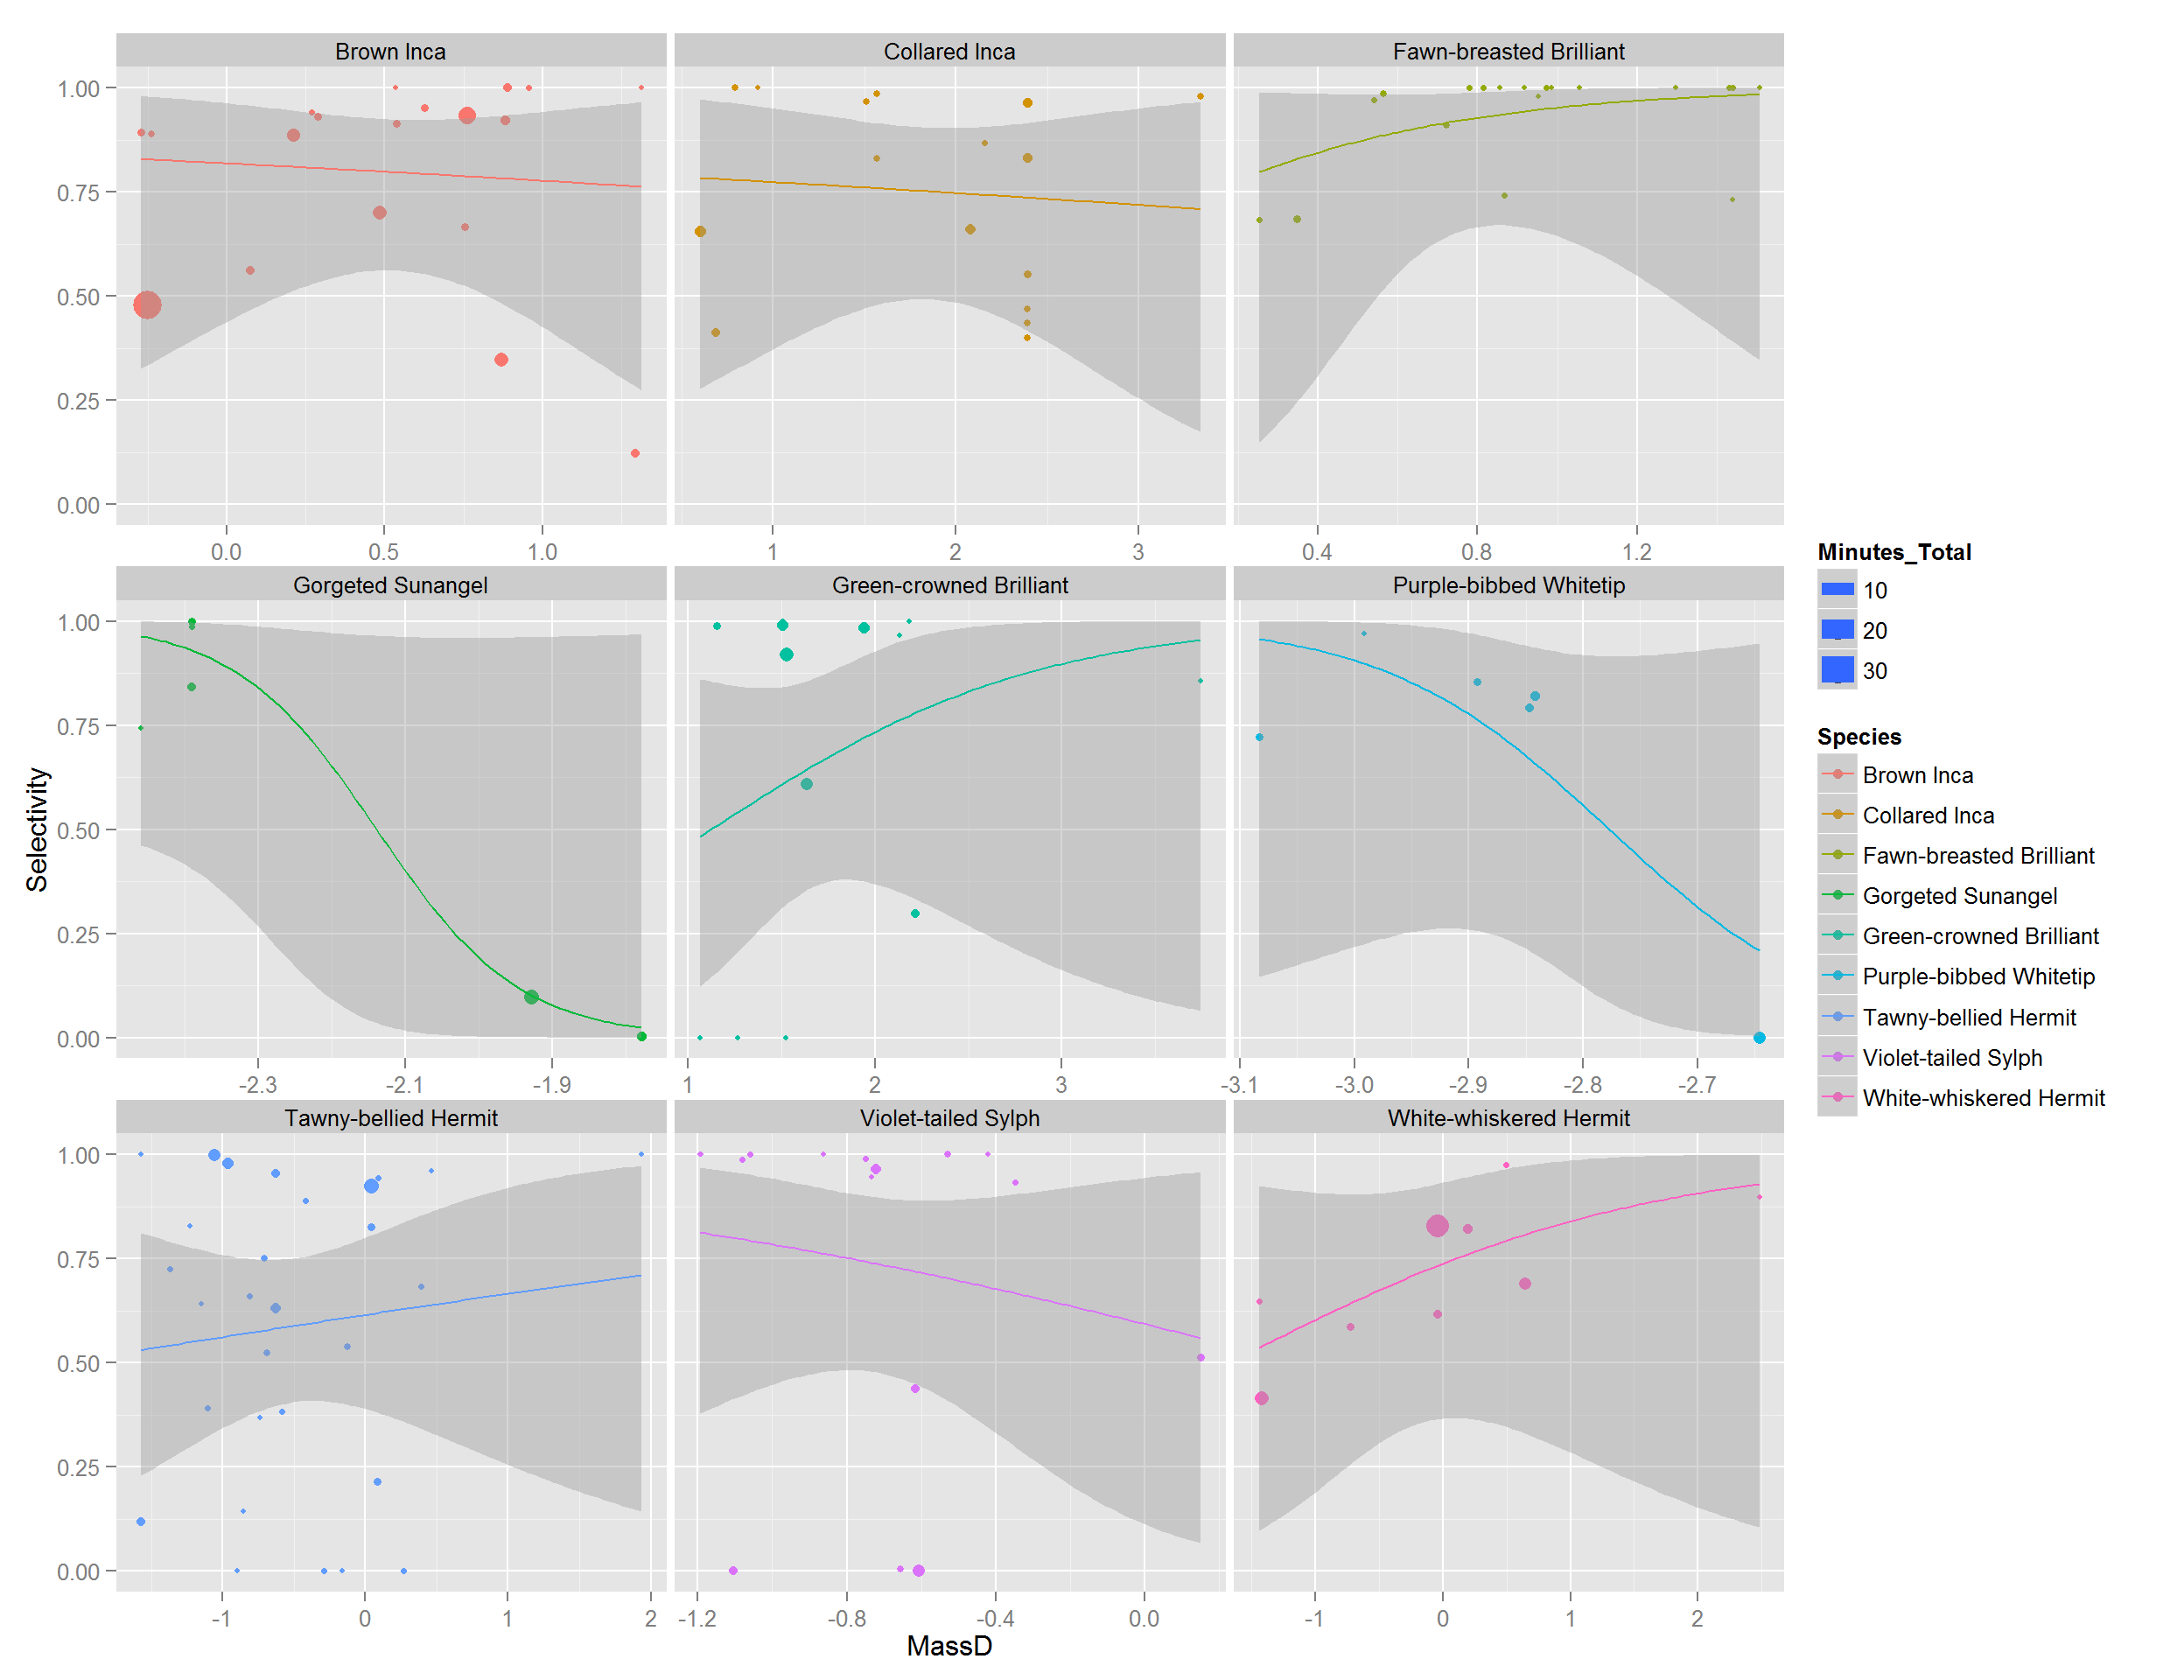 Brown Inca Collared Inca Fawn-breasted Brilliant
1.00
0.75
0.50
0.25
0.00
0.0 0.5 1.0 1 2 3 0.4 0.8 1.2
Gorgeted Sunangel Green-crowned Brilliant Purple-bibbed Whitetip
1.00
0.75
0.50
0.25
0.00
-2.3 -2.1 -1.9 1 2 3 -3.1 -3.0 -2.9 -2.8 -2.7
Tawny-bellied Hermit Violet-tailed Sylph White-whiskered Hermit
1.00
0.75
0.50
0.25
0.00
-1 0 1 2 -1.2 -0.8 -0.4 0.0 -1 0 1 2
MassD
Selectivity
Minutes_Total
10
20
30
Species
Brown Inca
Collared Inca
Fawn-breasted Brilliant
Gorgeted Sunangel
Green-crowned Brilliant
Purple-bibbed Whitetip
Tawny-bellied Hermit
Violet-tailed Sylph
White-whiskered Hermit